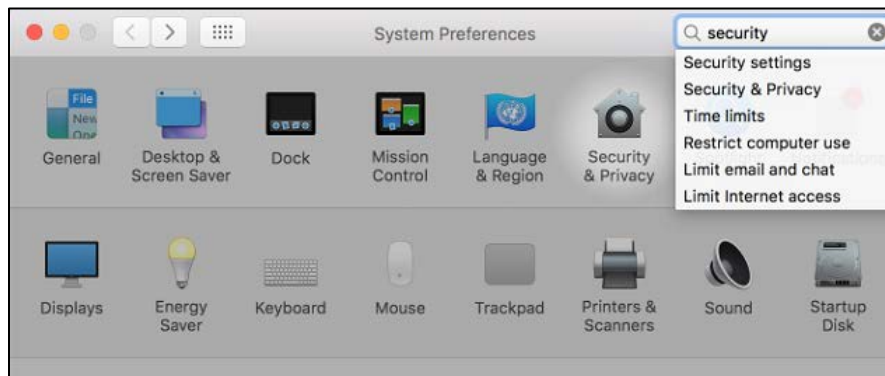 System Preferences
security
Security settings
Security & Privacy
Time limits
Restrict computer use
Limit email and chat
Limit Internet access
File
New
General
Desktop &
Screen Saver
Dock
Mission
Control
Language
& Region
Security
& Privacy
Displays
Energy
Saver
Keyboard
Mouse
Trackpad
Printers &
Scanners
Sound
Startup
Disk